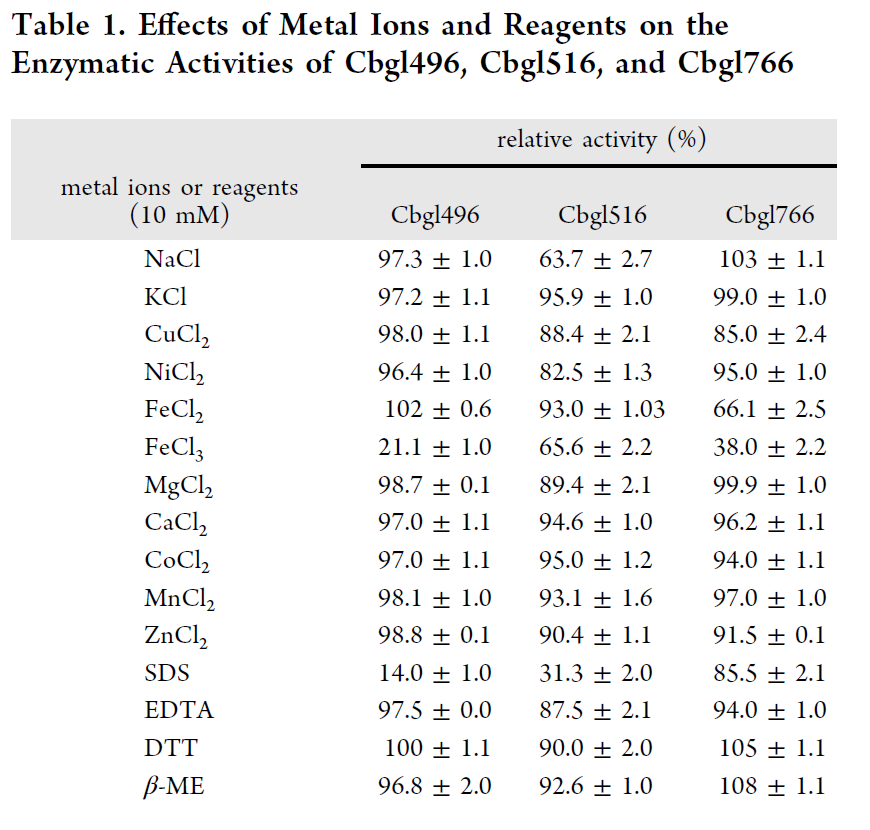 Table 1. Effects of Metal Ions and Reagents on the
Enzymatic Activities of Cbgl496, Cbgl516, and Cbgl766
relative activity (%)
metal ions or reagents
(10 mM) Cbgl496 Cbgl516 Cbgl766
NaCl 97.3 ± 1.0 63.7 ± 2.7 103 ± 1.1
KCl 97.2 ± 1.1 95.9 ± 1.0 99.0 ± 1.0
CuCl₂ 98.0 ± 1.1 88.4 ± 2.1 85.0 ± 2.4
NiCl₂ 96.4 ± 1.0 82.5 ± 1.3 95.0 ± 1.0
FeCl₂ 102 ± 0.6 93.0 ± 1.03 66.1 ± 2.5
FeCl₃ 21.1 ± 1.0 65.6 ± 2.2 38.0 ± 2.2
MgCl₂ 98.7 ± 0.1 89.4 ± 2.1 99.9 ± 1.0
CaCl₂ 97.0 ± 1.1 94.6 ± 1.0 96.2 ± 1.1
CoCl₂ 97.0 ± 1.1 95.0 ± 1.2 94.0 ± 1.1
MnCl₂ 98.1 ± 1.0 93.1 ± 1.6 97.0 ± 1.0
ZnCl₂ 98.8 ± 0.1 90.4 ± 1.1 91.5 ± 0.1
SDS 14.0 ± 1.0 31.3 ± 2.0 85.5 ± 2.1
EDTA 97.5 ± 0.0 87.5 ± 2.1 94.0 ± 1.0
DTT 100 ± 1.1 90.0 ± 2.0 105 ± 1.1
β-ME 96.8 ± 2.0 92.6 ± 1.0 108 ± 1.1